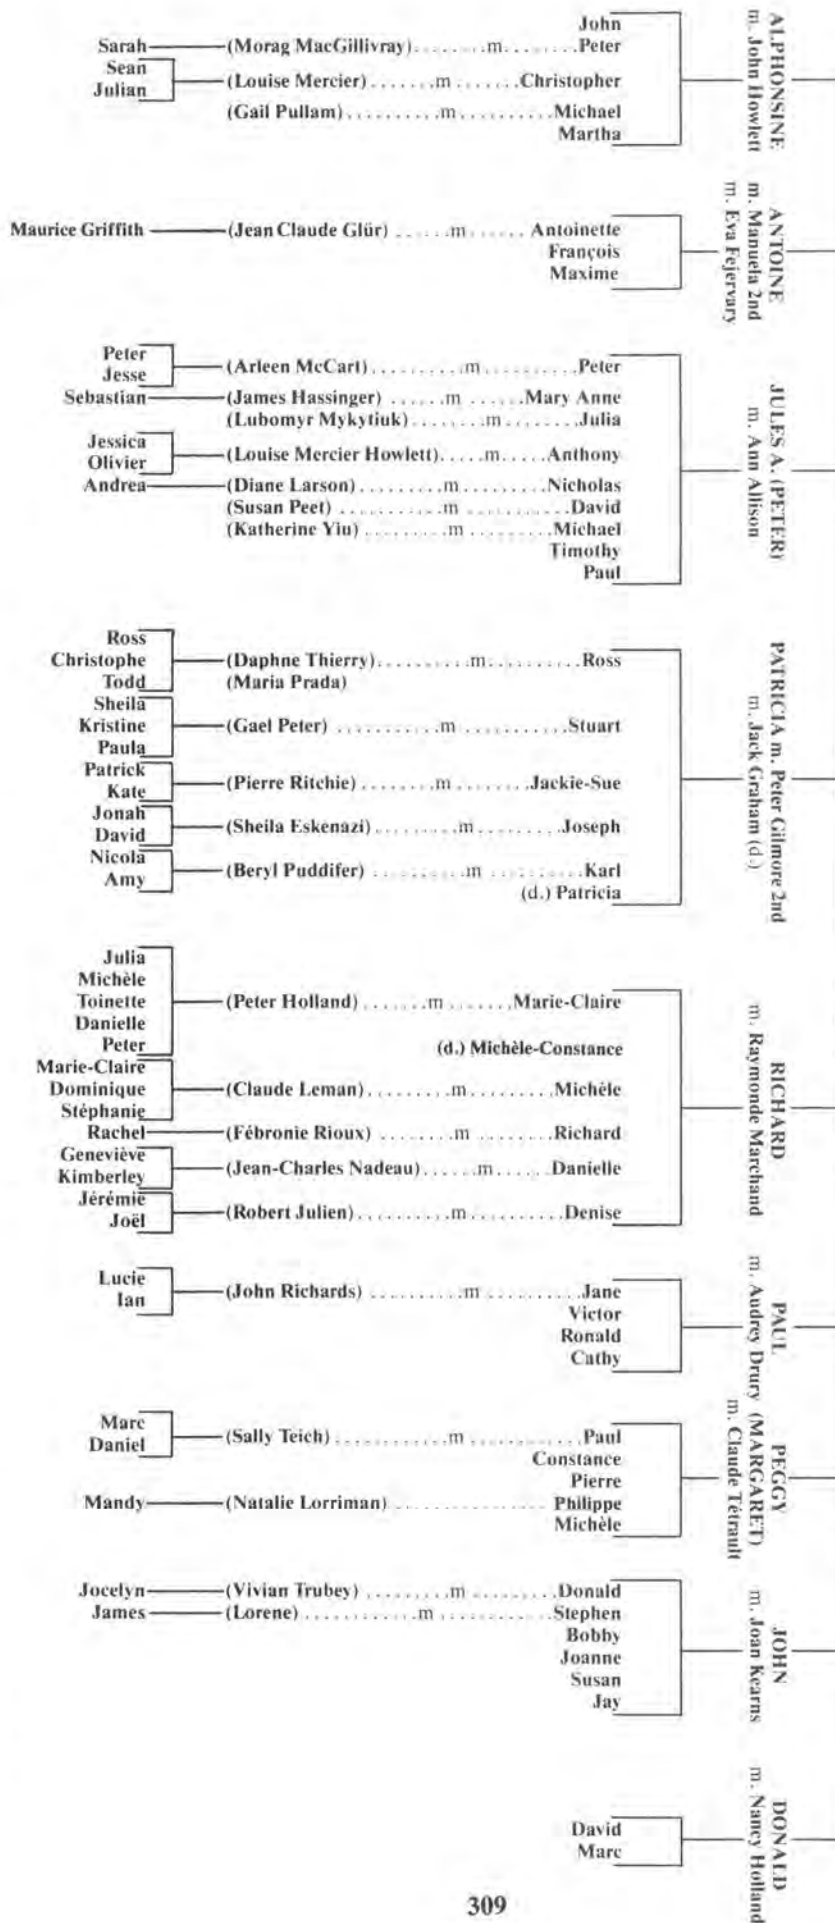 John
Sarah (Morag MacGillivray) ........m........ Peter
Sean
Julian (Louise Mercier) .......m....... Christopher
(Gail Pullam) ..........m.......... Michael
Martha
ALPHONSINE
m. John Howlett
Maurice Griffith (Jean Claude Glür) ......m...... Antoinette
François
Maxime
ANTOINE
m. Manuela 2nd
m. Eva Fejervary
Peter
Jesse (Arleen McCart) ............m.......... Peter
Sebastian (James Hassinger) ......m...... Mary Anne
(Lubomyr Mykytiuk) ........m........ Julia
Jessica
Olivier (Louise Mercier Howlett) .....m..... Anthony
Andrea (Diane Larson) ..........m.......... Nicholas
(Susan Peet) ...........m........... David
(Katherine Yiu) .........m......... Michael
Timothy
Paul
JULES A. (PETER)
m. Ann Allison
Ross
Christophe
Todd (Daphne Thierry) ..........m.......... Ross
(Maria Prada)
Sheila
Kristine
Paula (Gael Peter) ...........m........... Stuart
Patrick
Kate (Pierre Ritchie) ........m........ Jackie-Sue
Jonah
David (Sheila Eskenazi) .........m......... Joseph
Nicola
Amy (Beryl Puddifer) ..........m.......... Karl
(d.) Patricia
PATRICIA m. Peter Gilmore 2nd
m. Jack Graham (d.)
Julia
Michèle
Toinette
Danielle
Peter (Peter Holland) .......m....... Marie-Claire
(d.) Michèle-Constance
Marie-Claire
Dominique
Stéphanie (Claude Leman) .........m......... Michèle
Rachel (Fébronie Rioux) .........m......... Richard
Geneviève
Kimberley (Jean-Charles Nadeau) ......m...... Danielle
Jérémie
Joël (Robert Julien) ..........m.......... Denise
RICHARD
m. Raymonde Marchand
Lucie
Ian (John Richards) ..........m.......... Jane
Victor
Ronald
Cathy
PAUL
m. Audrey Drury
Marc
Daniel (Sally Teich) ............m............ Paul
Constance
Pierre
Mandy (Natalie Lorriman) ............. Philippe
Michèle
PEGGY
(MARGARET)
m. Claude Tétrault
Jocelyn (Vivian Trubey) .........m......... Donald
James (Lorene) ............m............ Stephen
Bobby
Joanne
Susan
Jay
JOHN
m. Joan Kearns
David
Marc
DONALD
m. Nancy Holland
309